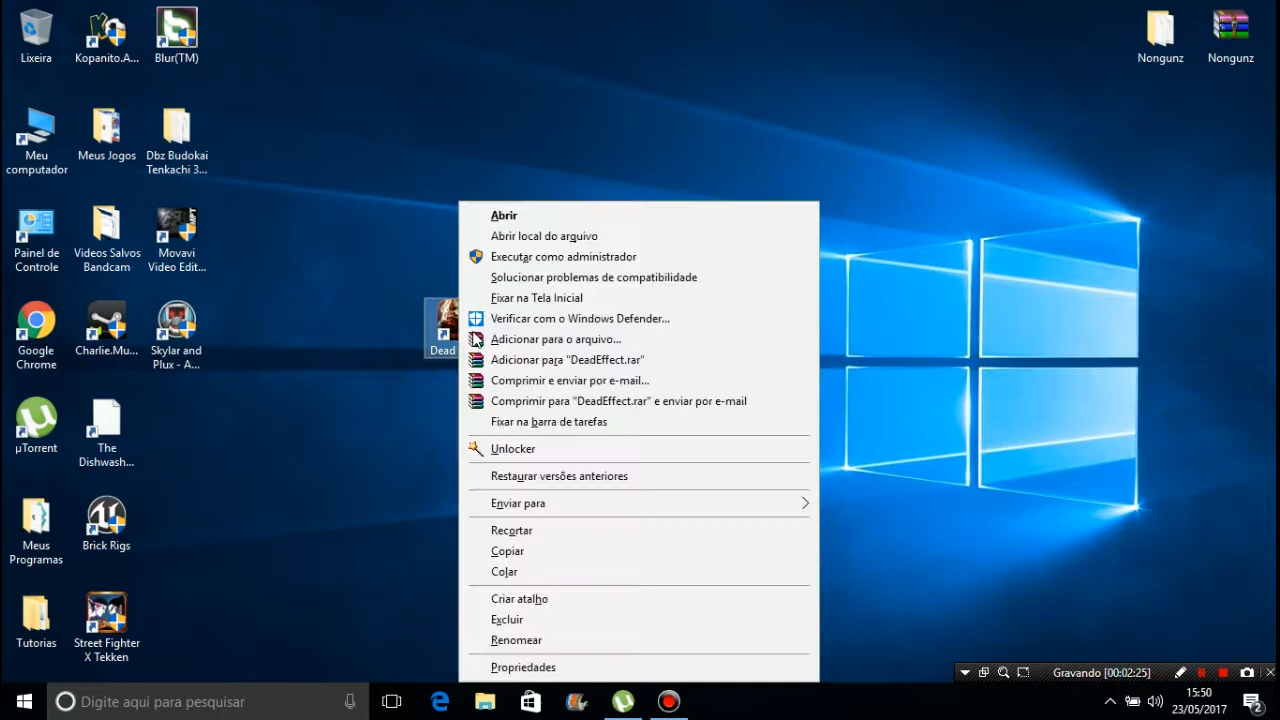 Lixeira
Kopanito.A...
Blur(TM)
Nongunz
Nongunz
Meu
computador
Meus Jogos
Dbz Budokai
Tenkachi 3...
Painel de
Controle
Videos Salvos
Bandcam
Movavi
Video Edit...
Google
Chrome
Charlie.Mu...
Skylar and
Plux - A...
µTorrent
The
Dishwash...
Meus
Programas
Brick Rigs
Tutorias
Street Fighter
X Tekken
Dead
Abrir
Abrir local do arquivo
Executar como administrador
Solucionar problemas de compatibilidade
Fixar na Tela Inicial
Verificar com o Windows Defender...
Adicionar para o arquivo...
Adicionar para "DeadEffect.rar"
Comprimir e enviar por e-mail...
Comprimir para "DeadEffect.rar" e enviar por e-mail
Fixar na barra de tarefas
Unlocker
Restaurar versões anteriores
Enviar para
Recortar
Copiar
Colar
Criar atalho
Excluir
Renomear
Propriedades
Gravando [00:02:25]
Digite aqui para pesquisar
15:50
23/05/2017
2